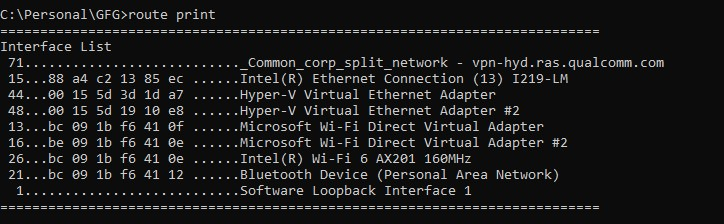 C:\Personal\GFG>route print
===========================================================================
Interface List
 71..........................._Common_corp_split_network - vpn-hyd.ras.qualcomm.com
 15...88 a4 c2 13 85 ec ......Intel(R) Ethernet Connection (13) I219-LM
 44...00 15 5d 3d 1d a7 ......Hyper-V Virtual Ethernet Adapter
 48...00 15 5d 19 10 e8 ......Hyper-V Virtual Ethernet Adapter #2
 13...bc 09 1b f6 41 0f ......Microsoft Wi-Fi Direct Virtual Adapter
 16...be 09 1b f6 41 0e ......Microsoft Wi-Fi Direct Virtual Adapter #2
 26...bc 09 1b f6 41 0e ......Intel(R) Wi-Fi 6 AX201 160MHz
 21...bc 09 1b f6 41 12 ......Bluetooth Device (Personal Area Network)
  1...........................Software Loopback Interface 1
===========================================================================